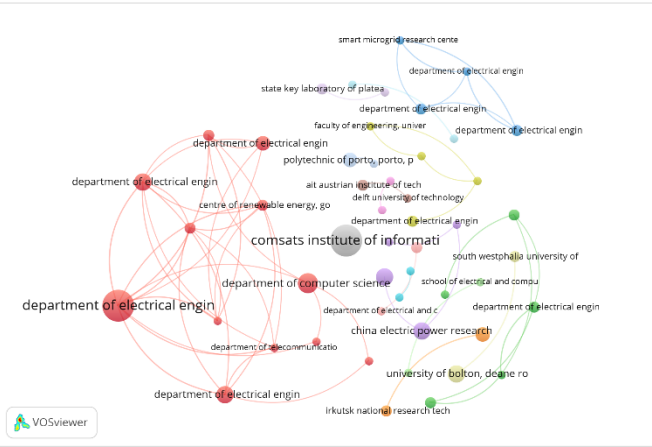 smart microgrid research cente
department of electrical engin
state key laboratory of platea
department of electrical engin
faculty of engineering, univer
department of electrical engin
department of electrical engin
polytechnic of porto, porto, p
department of electrical engin
ait austrian institute of tech
delft university of technology
centre of renewable energy, go
department of electrical engin
comsats institute of informati
south westphalia university of
department of computer science
school of electrical and compu
department of electrical engin
department of electrical engin
department of electrical and c
china electric power research
department of telecommunicatio
university of bolton, deane ro
department of electrical engin
irkutsk national research tech
VOSviewer